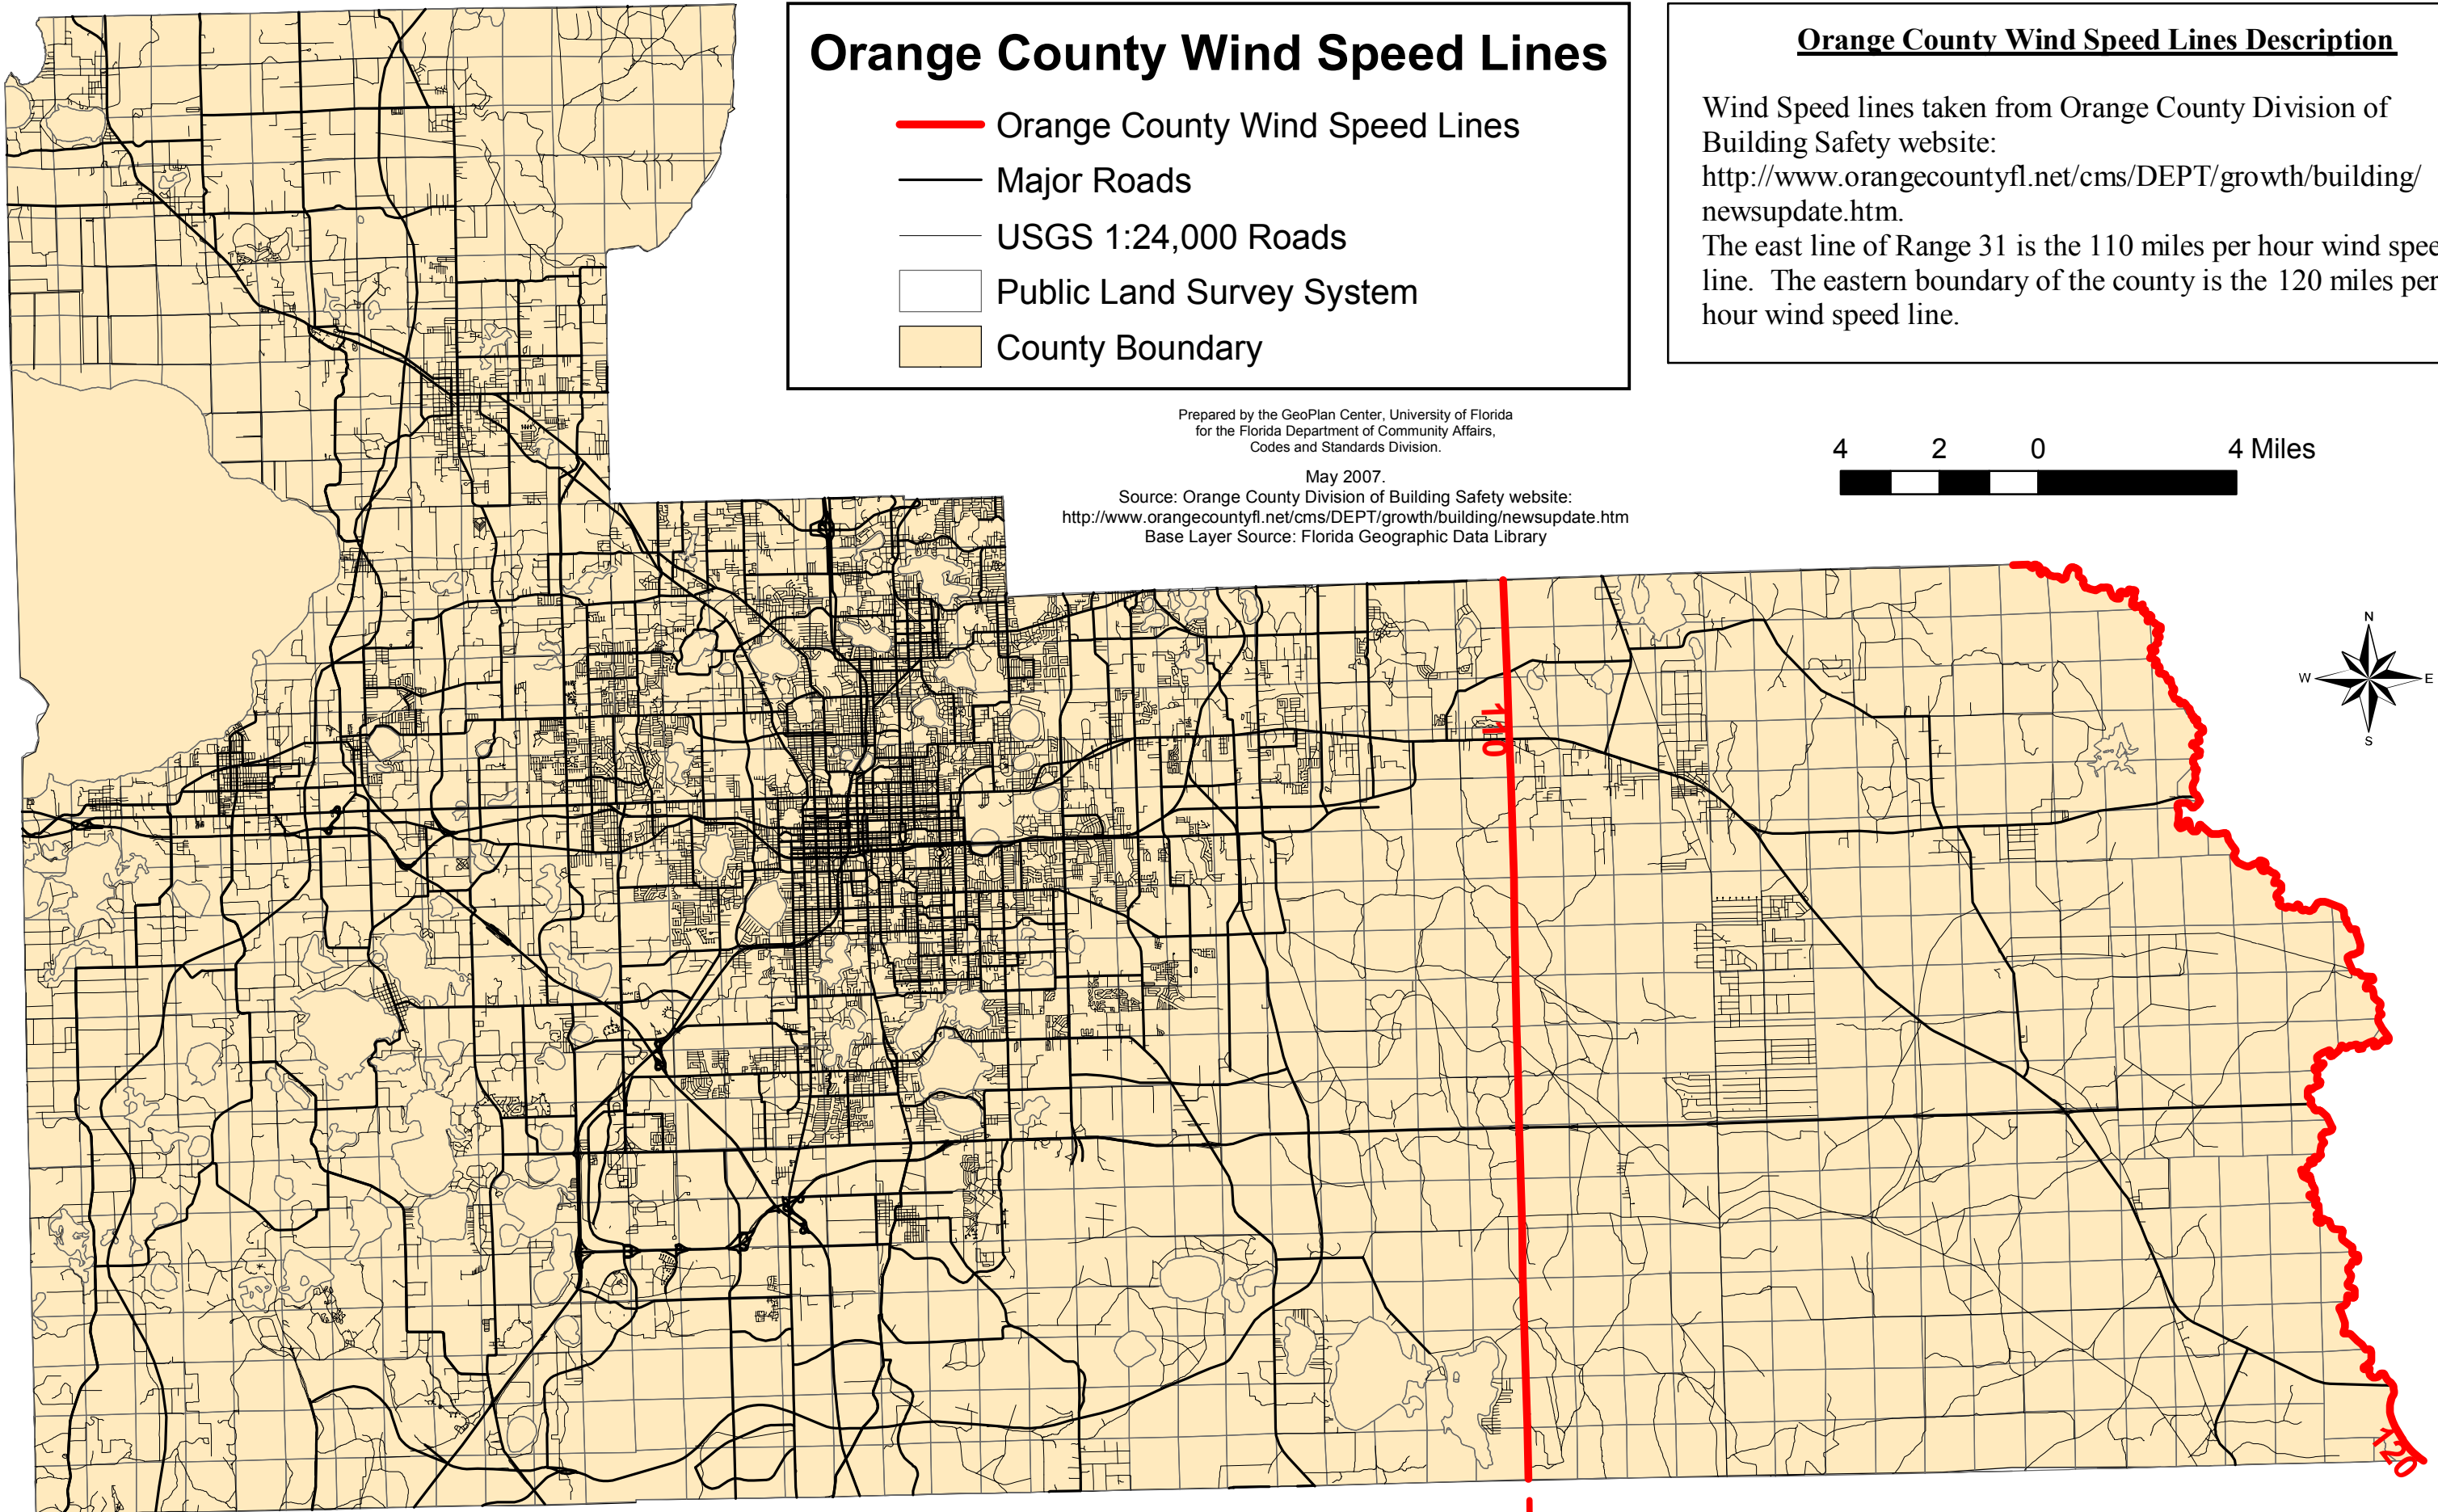 Orange County Wind Speed Lines
Orange County Wind Speed Lines
Major Roads
USGS 1:24,000 Roads
Public Land Survey System
County Boundary
Orange County Wind Speed Lines Description
Wind Speed lines taken from Orange County Division of
Building Safety website:
http://www.orangecountyfl.net/cms/DEPT/growth/building/
newsupdate.htm.
The east line of Range 31 is the 110 miles per hour wind spee
line. The eastern boundary of the county is the 120 miles per
hour wind speed line.
Prepared by the GeoPlan Center, University of Florida
for the Florida Department of Community Affairs,
Codes and Standards Division.
May 2007.
Source: Orange County Division of Building Safety website:
http://www.orangecountyfl.net/cms/DEPT/growth/building/newsupdate.htm
Base Layer Source: Florida Geographic Data Library
4 2 0 4 Miles
N
W E
S
110
120